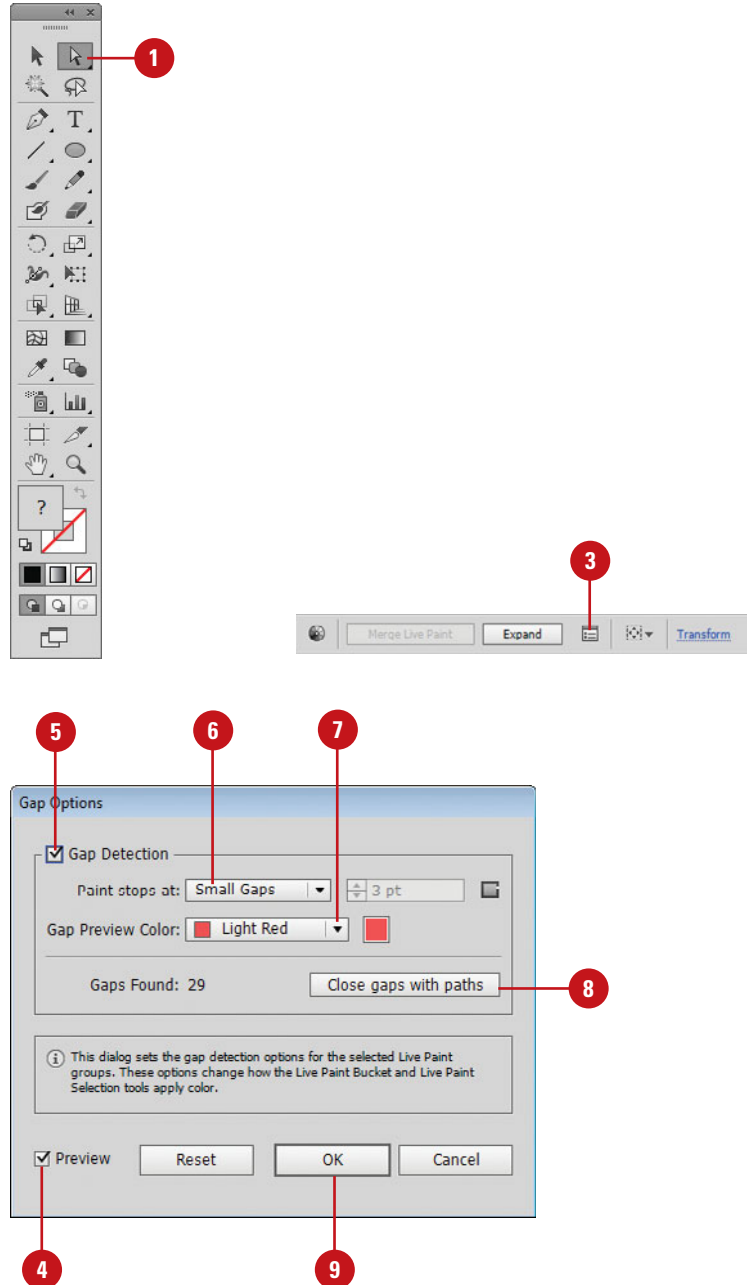 1
T
?
3
Merge Live Paint Expand Transform
5 6 7
Gap Options
Gap Detection
Paint stops at: Small Gaps 3 pt
Gap Preview Color: Light Red
Gaps Found: 29 Close gaps with paths
8
This dialog sets the gap detection options for the selected Live Paint
groups. These options change how the Live Paint Bucket and Live Paint
Selection tools apply color.
Preview Reset OK Cancel
4 9